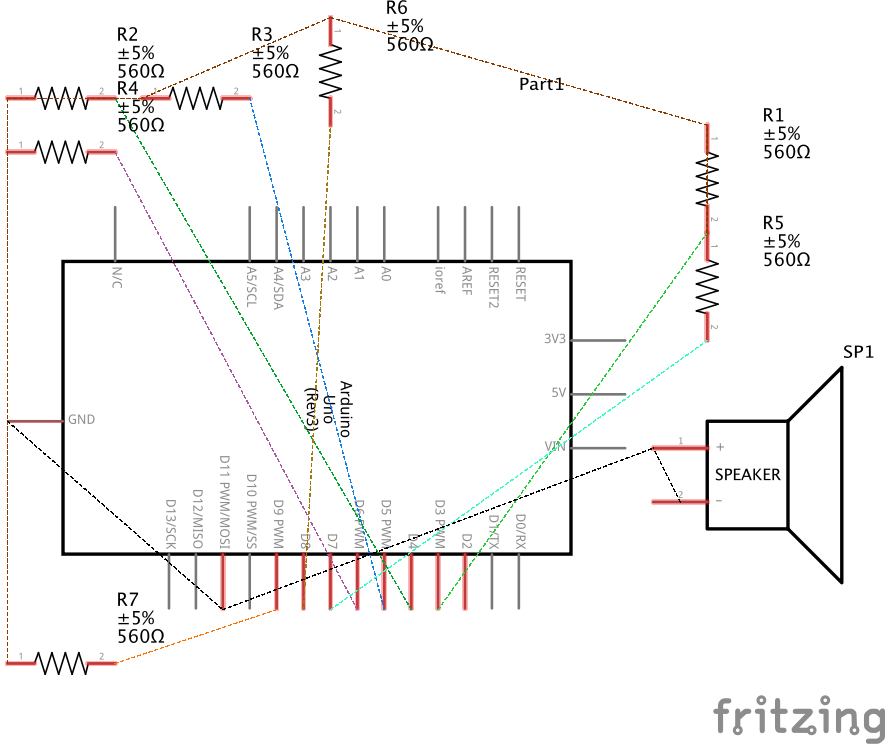 R6
±5%
560Ω
1
2
R2
±5%
560Ω
1
2
R3
±5%
560Ω
1
2
R4
±5%
560Ω
1
2
Part1
R1
±5%
560Ω
1
2
R5
±5%
560Ω
1
2
N/C
A5/SCL
A4/SDA
A3
A2
A1
A0
ioref
AREF
RESET2
RESET
3V3
5V
VIN
GND
Arduino
Uno
(Rev3)
D13/SCK
D12/MISO
D11 PWM/MOSI
D10 PWM/SS
D9 PWM
D8
D7
D6 PWM
D5 PWM
D4
D3 PWM
D2
D1/TX
D0/RX
SP1
1
+
SPEAKER
2
−
R7
±5%
560Ω
1
2
fritzing